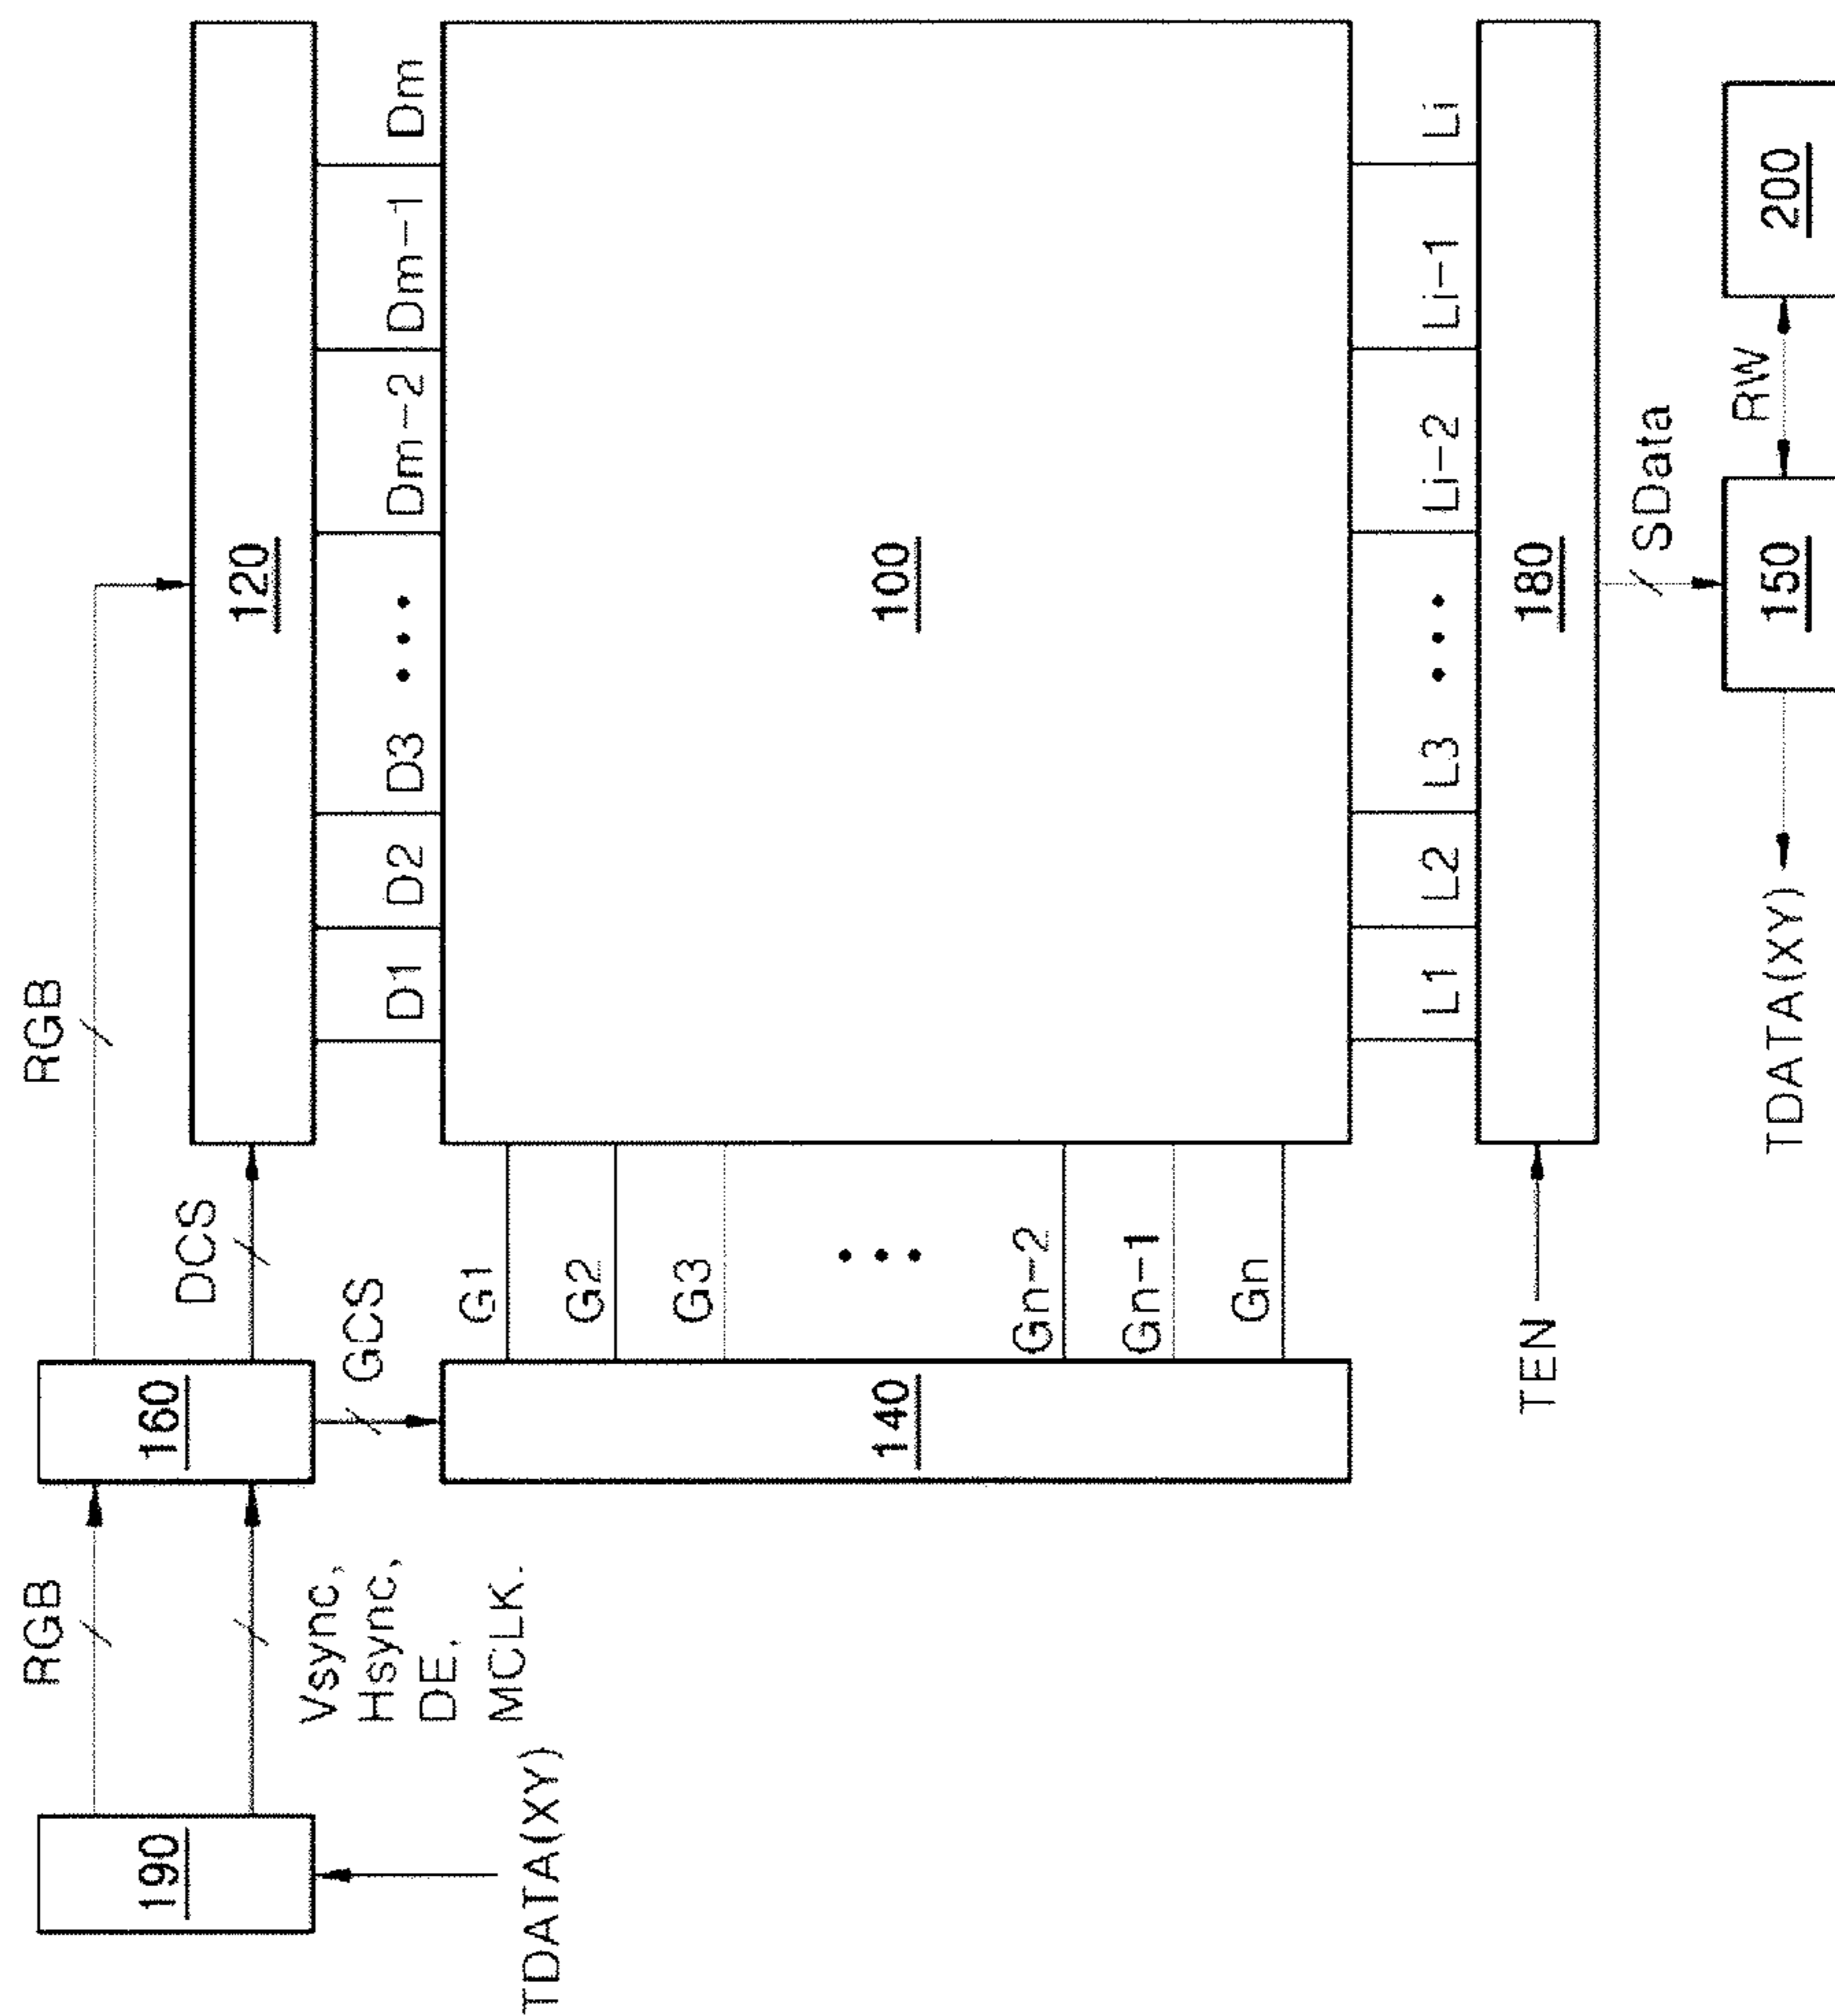 RGB
RGB
190
160
DCS
120
Vsync,
Hsync,
DE,
MCLK.
GCS
D1
D2
D3
•••
Dm-2
Dm-1
Dm
TDATA(XY)
140
G1
G2
G3
•••
Gn-2
Gn-1
Gn
100
L1
L2
L3
•••
Li-2
Li-1
Li
TEN
180
SData
TDATA(XY)
150
RW
200